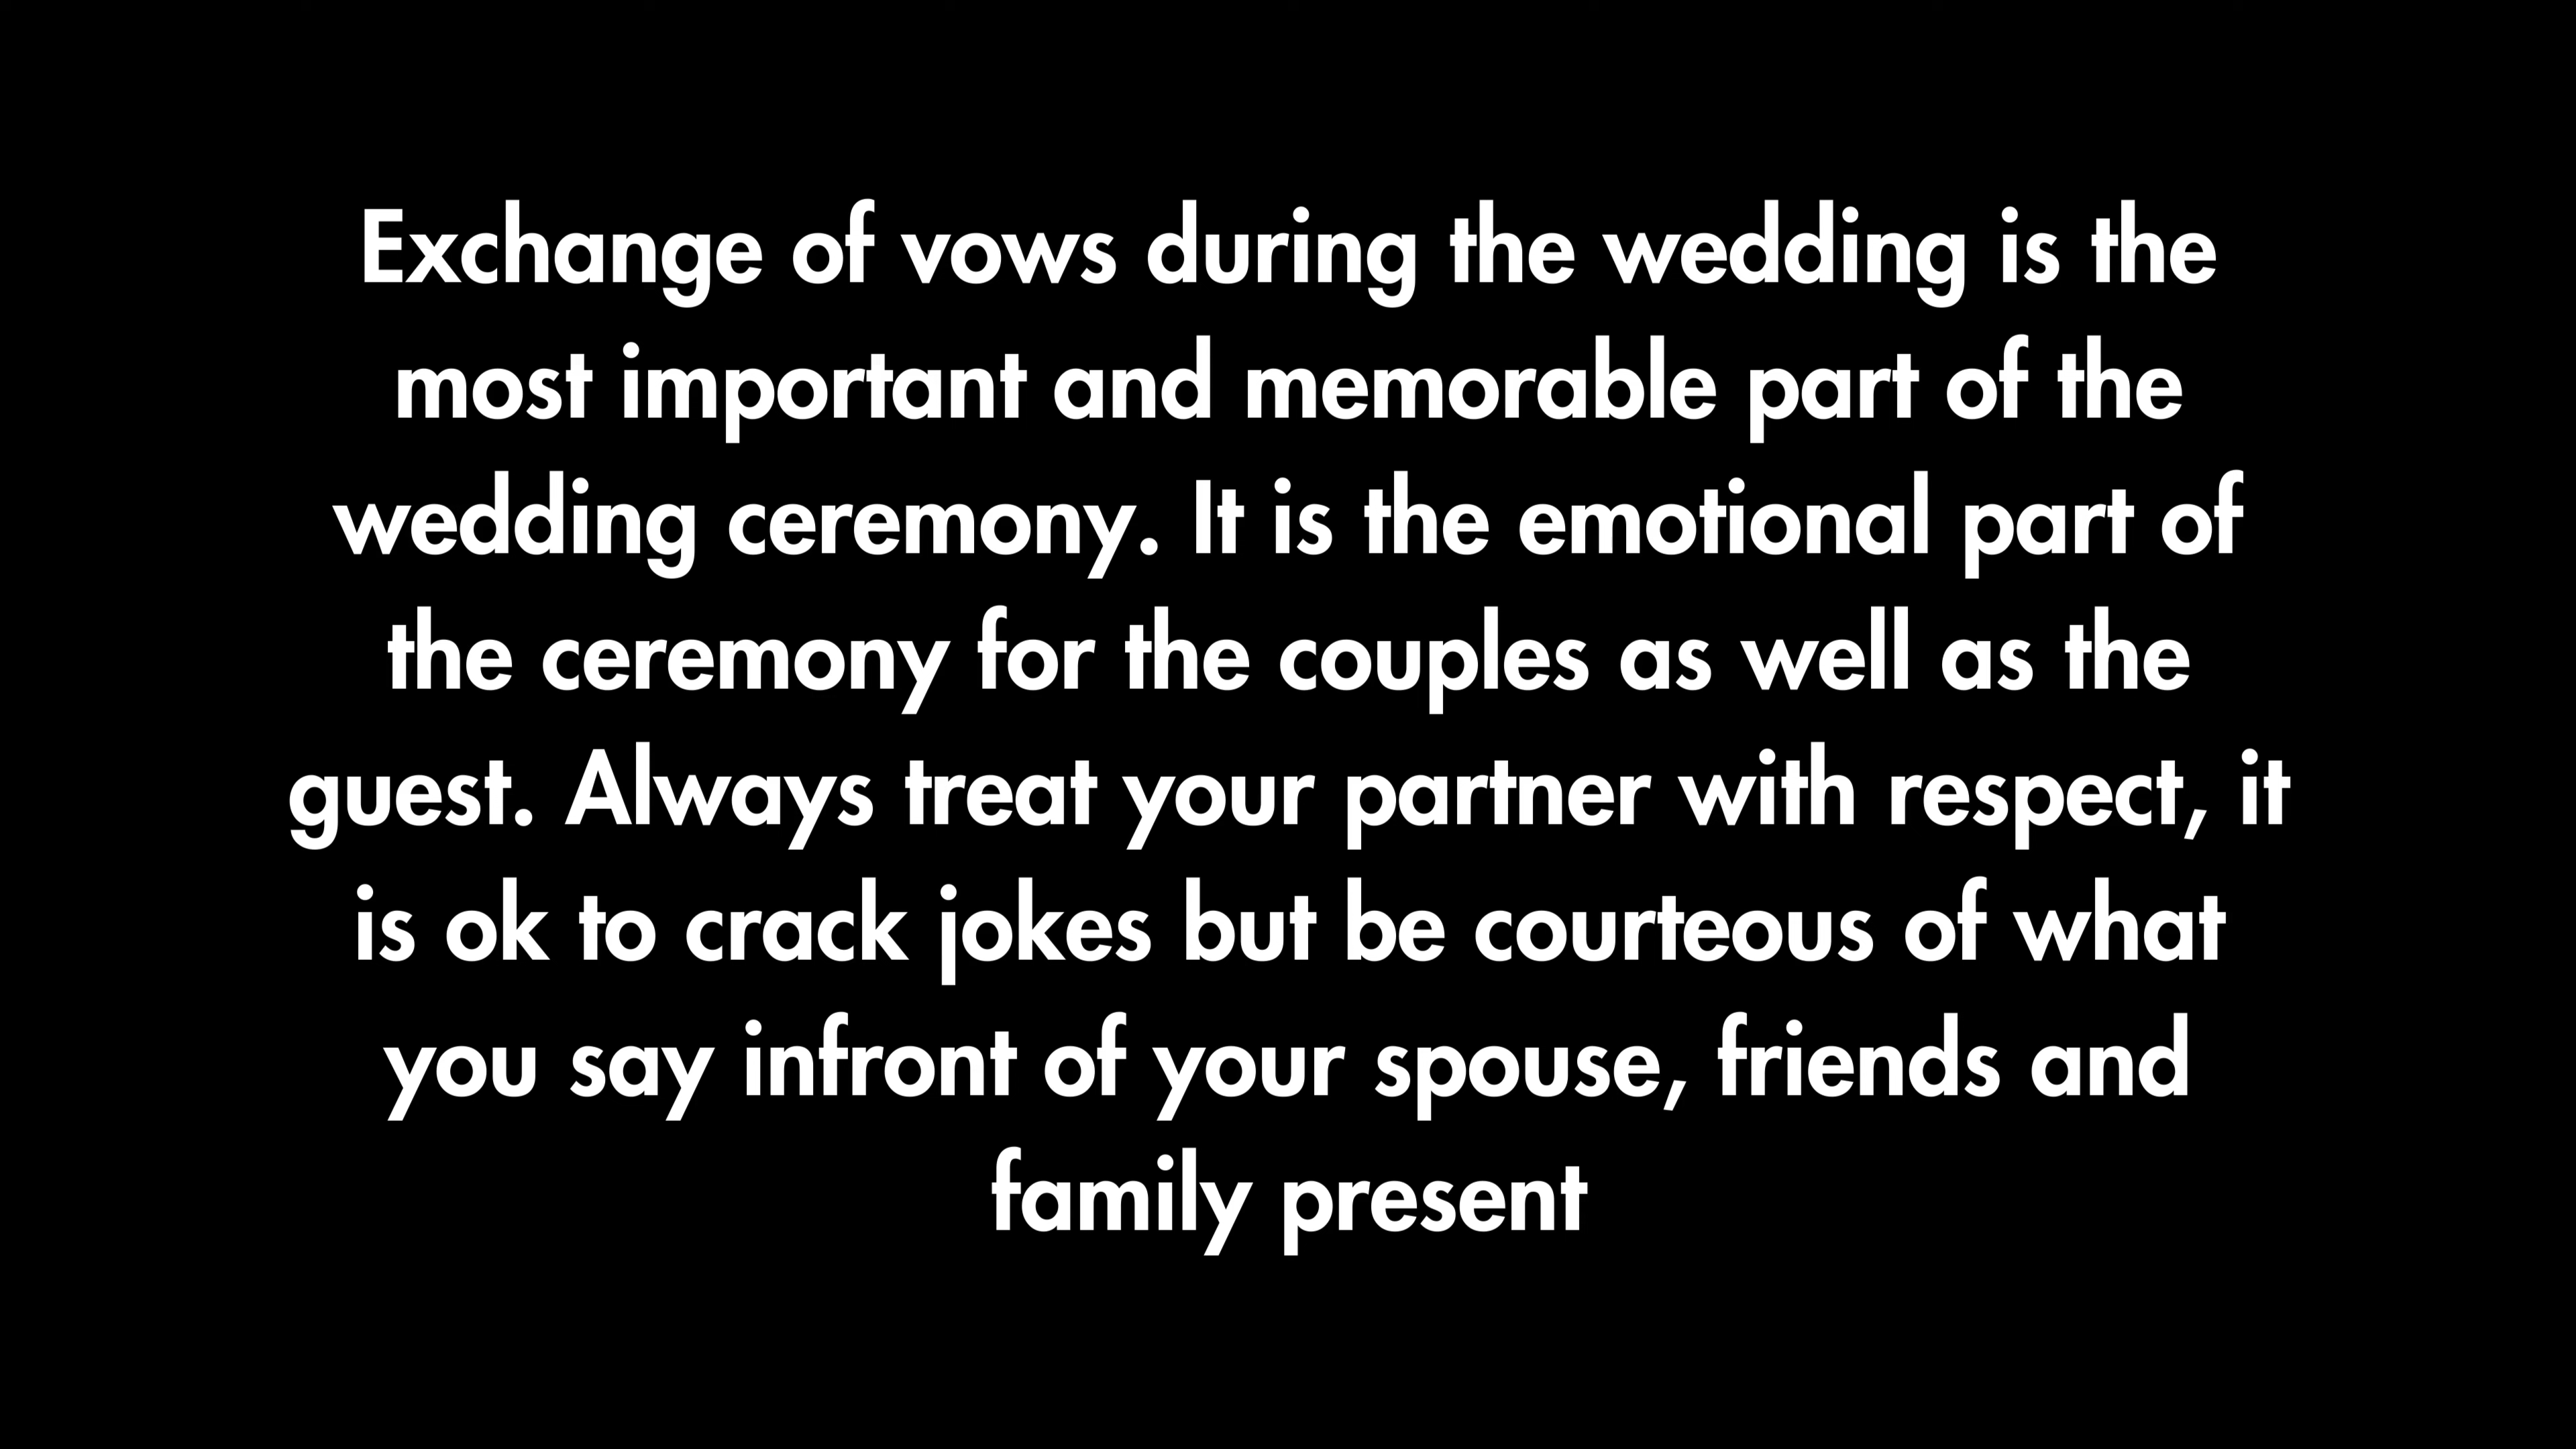 Exchange of vows during the wedding is the
most important and memorable part of the
wedding ceremony. It is the emotional part of
the ceremony for the couples as well as the
guest. Always treat your partner with respect, it
is ok to crack jokes but be courteous of what
you say infront of your spouse, friends and
family present